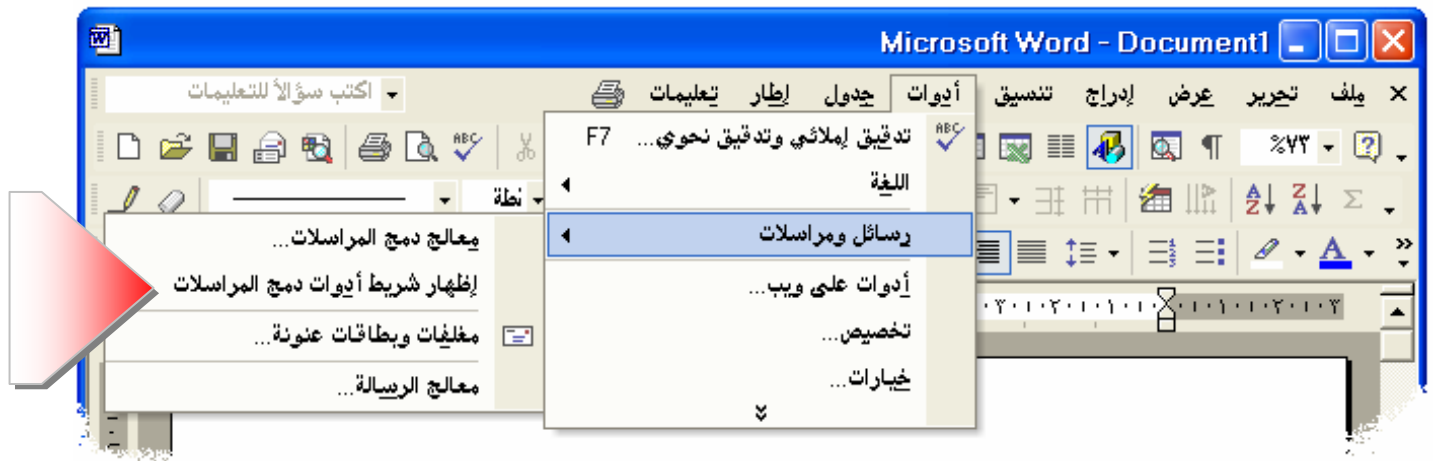 Microsoft Word - Document1
ملف تحرير عرض إدراج تنسيق أدوات جدول إطار تعليمات
اكتب سؤالاً للتعليمات
٧٣%
نطة
تدقيق إملائي وتدقيق نحوي... F7
اللغة
رسائل ومراسلات
أدوات على ويب...
تخصيص...
خيارات...
معالج دمج المراسلات...
إظهار شريط أدوات دمج المراسلات
مغلفات وبطاقات عنونة...
معالج الرسالة...